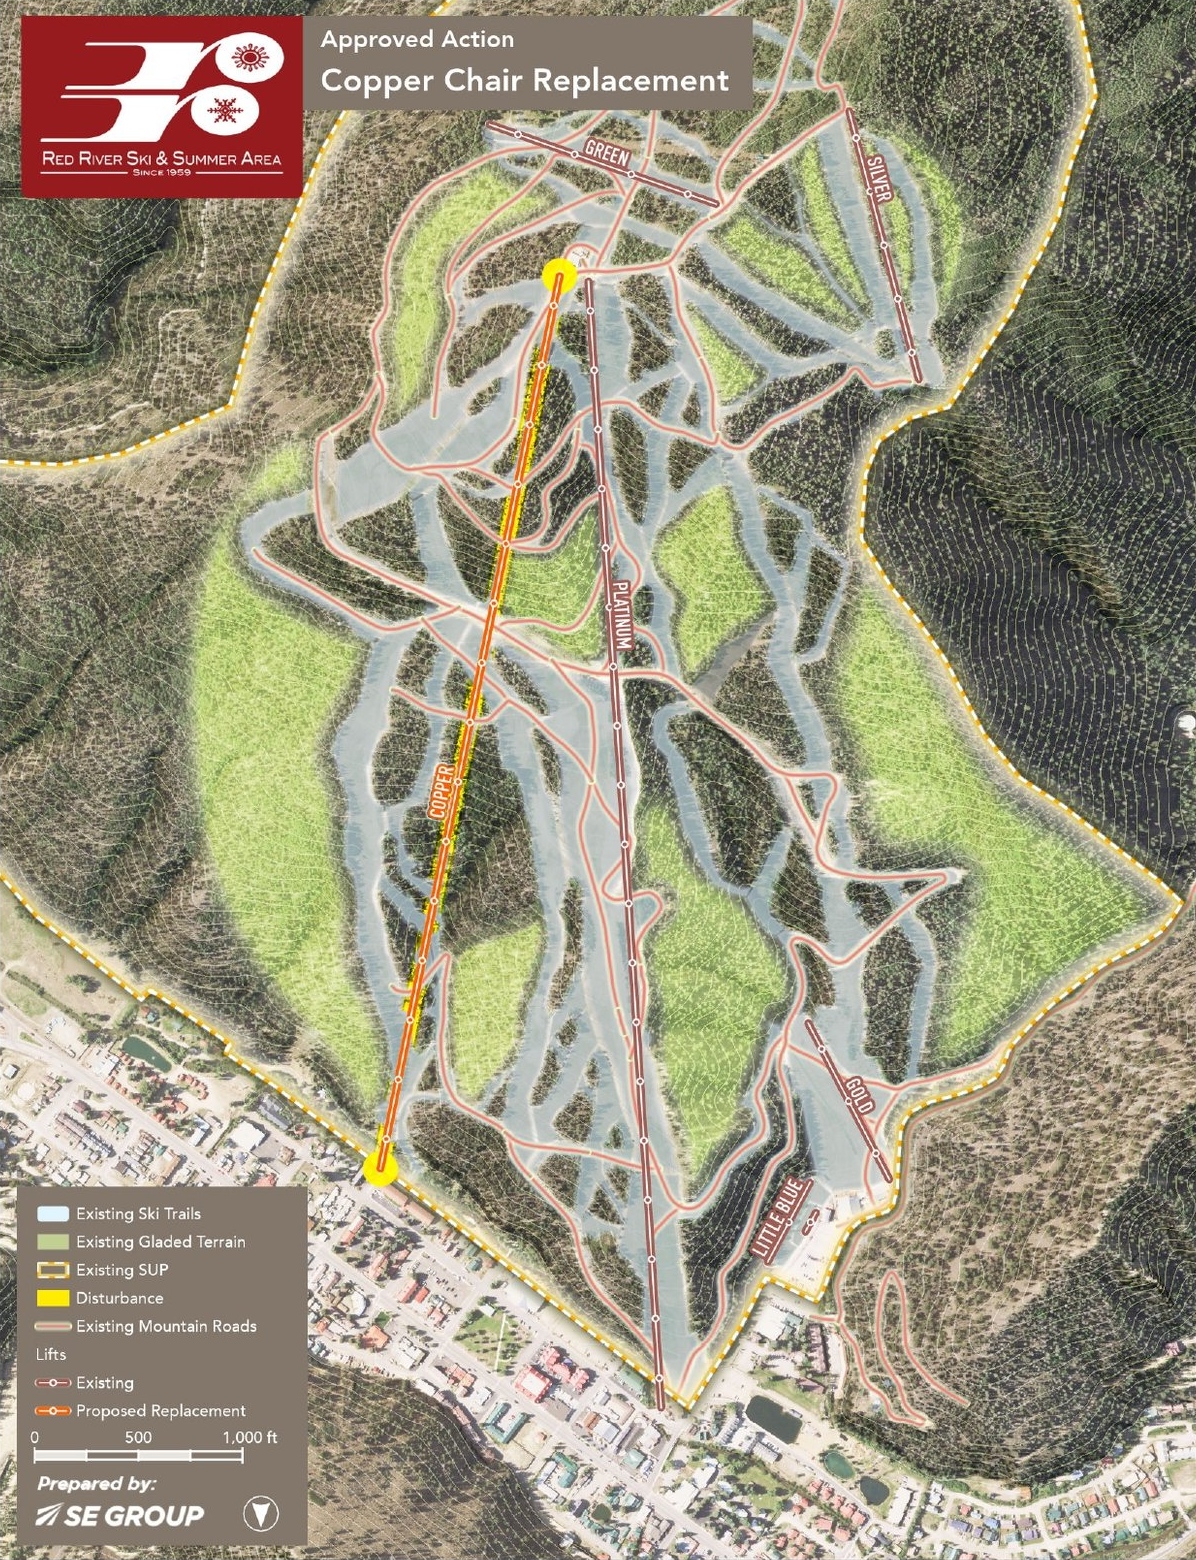 RED RIVER SKI & SUMMER AREA
SINCE 1959
Approved Action
Copper Chair Replacement
GREEN
SILVER
PLATINUM
COPPER
GOLD
LITTLE BLUE
Existing Ski Trails
Existing Gladed Terrain
Existing SUP
Disturbance
Existing Mountain Roads
Lifts
Existing
Proposed Replacement
0 500 1,000 ft
Prepared by:
SE GROUP